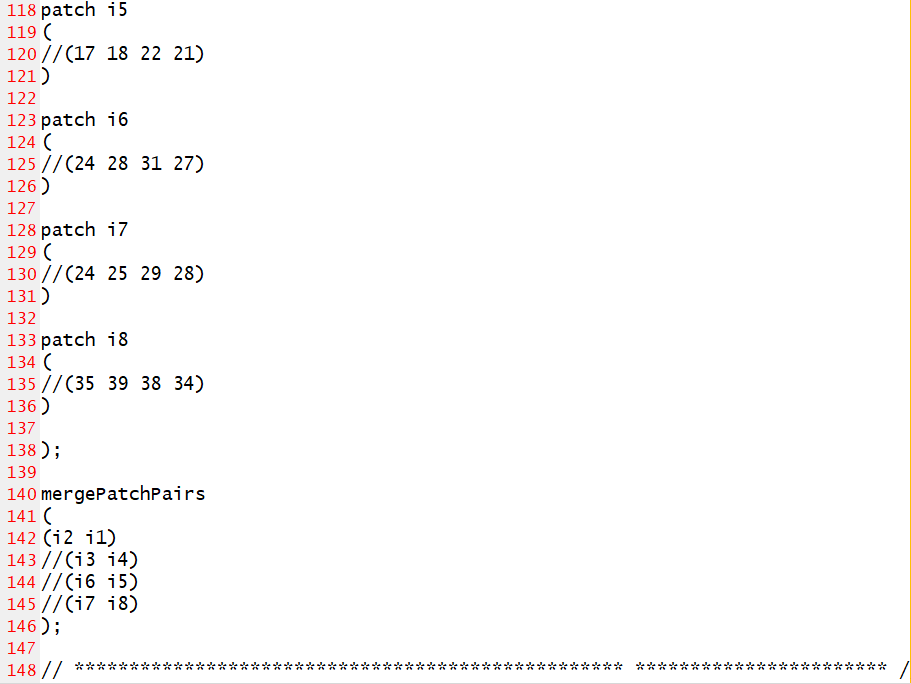 118 patch i5
119 (
120 //(17 18 22 21)
121 )
122
123 patch i6
124 (
125 //(24 28 31 27)
126 )
127
128 patch i7
129 (
130 //(24 25 29 28)
131 )
132
133 patch i8
134 (
135 //(35 39 38 34)
136 )
137
138 );
139
140 mergePatchPairs
141 (
142 (i2 i1)
143 //(i3 i4)
144 //(i6 i5)
145 //(i7 i8)
146 );
147
148 // ************************************************** *********************** /